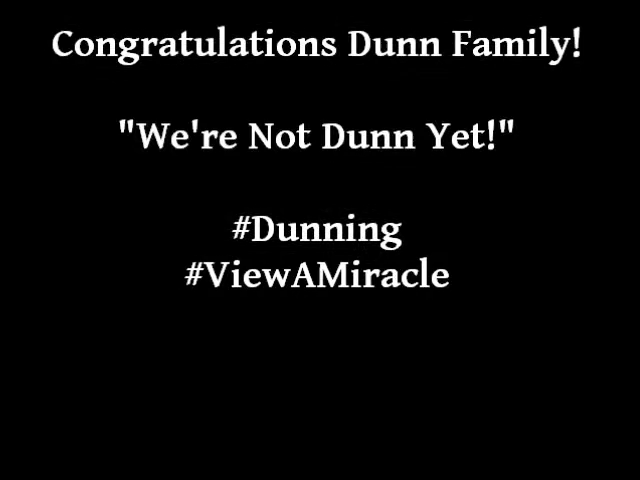 Congratulations Dunn Family!
"We're Not Dunn Yet!"
#Dunning
#ViewAMiracle